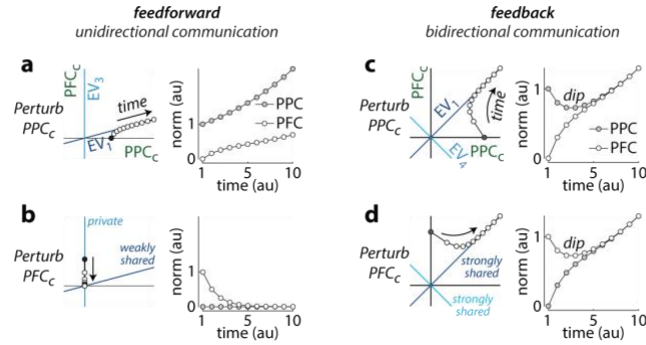 feedforward
unidirectional communication
feedback
bidirectional communication
a
Perturb
PPCc
PFCc
EV3
time
EV1
PPCc
norm (au)
2
1
0
PPC
PFC
1
5
10
time (au)
c
Perturb
PPCc
PFCc
EV1
time
EV4
PPCc
norm (au)
1
0
dip
PPC
PFC
1
5
10
time (au)
b
Perturb
PFCc
private
weakly
shared
norm (au)
2
1
0
1
5
10
time (au)
d
Perturb
PFCc
strongly
shared
strongly
shared
norm (au)
1
0
dip
1
5
10
time (au)